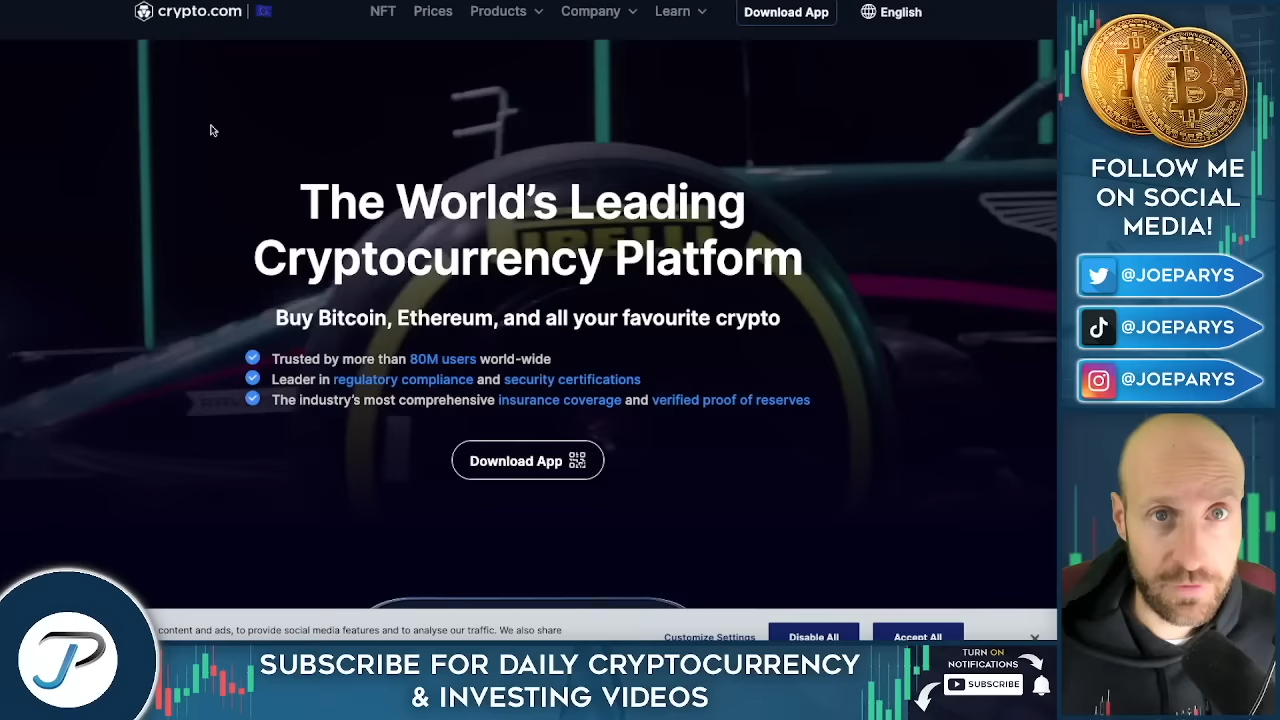 crypto.com
NFT Prices Products Company Learn Download App English
PIRELLI
The World's Leading
Cryptocurrency Platform
Buy Bitcoin, Ethereum, and all your favourite crypto
Trusted by more than 80M users world-wide
Leader in regulatory compliance and security certifications
The industry's most comprehensive insurance coverage and verified proof of reserves
Download App
content and ads, to provide social media features and to analyse our traffic. We also share
Customize Settings Disable All Accept All
FOLLOW ME
ON SOCIAL
MEDIA!
@JOEPARYS
@JOEPARYS
@JOEPARYS
JP
SUBSCRIBE FOR DAILY CRYPTOCURRENCY
& INVESTING VIDEOS
TURN ON
NOTIFICATIONS
SUBSCRIBE